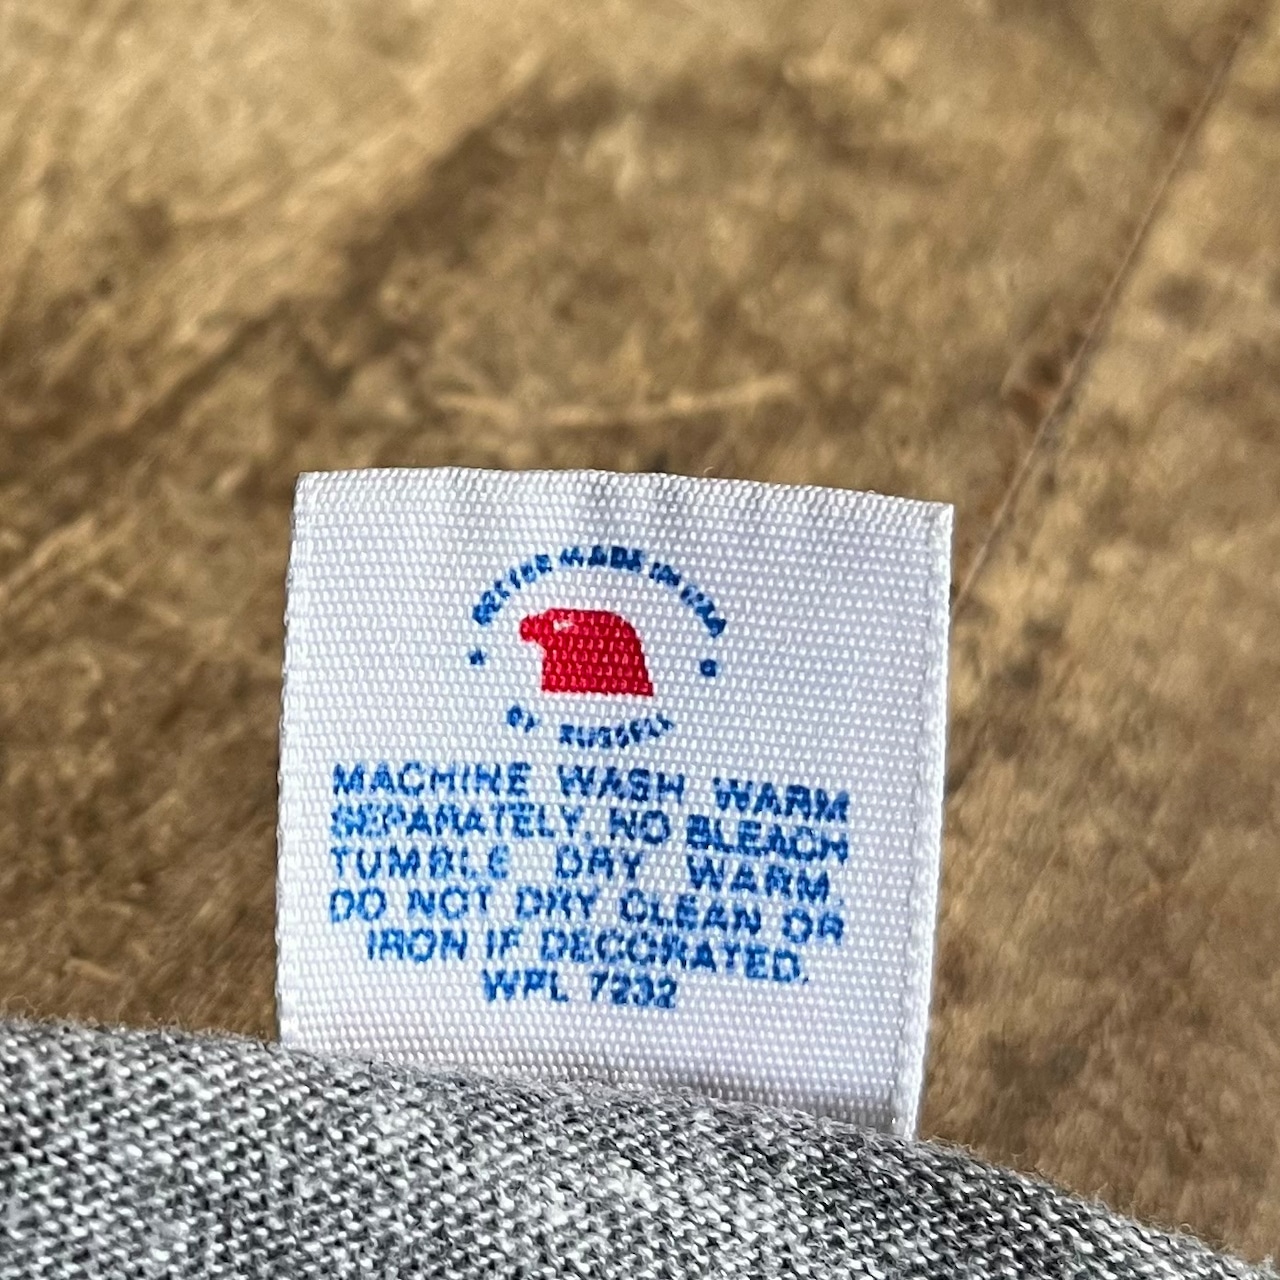 BETTER MADE IN USA
BY RUSSELL
MACHINE WASH WARM
SEPARATELY, NO BLEACH
TUMBLE DRY WARM
DO NOT DRY CLEAN OR
IRON IF DECORATED.
WPL 7232